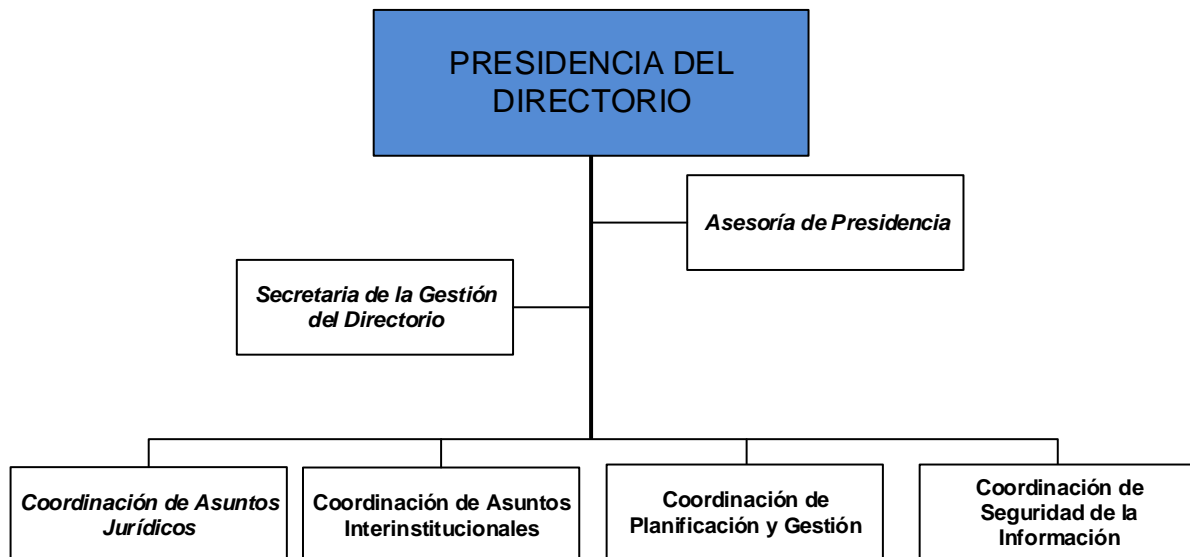 PRESIDENCIA DEL
DIRECTORIO
Asesoría de Presidencia
Secretaria de la Gestión
del Directorio
Coordinación de Asuntos
Jurídicos
Coordinación de Asuntos
Interinstitucionales
Coordinación de
Planificación y Gestión
Coordinación de
Seguridad de la
Información